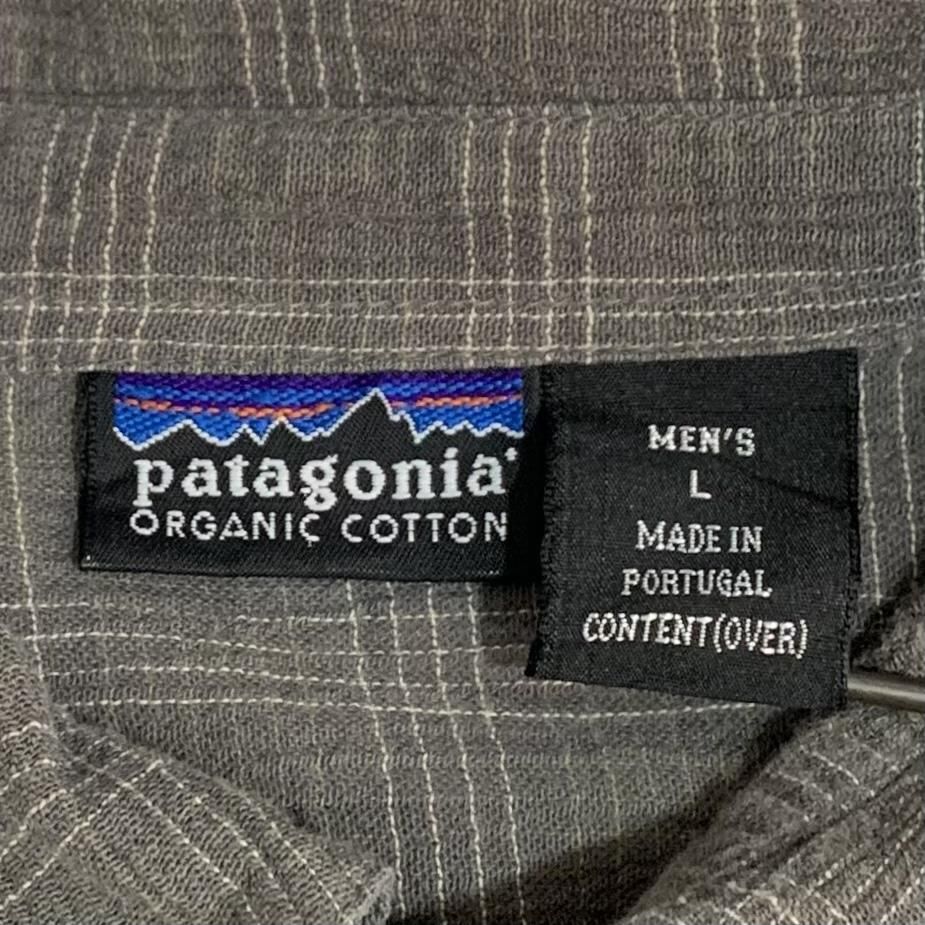 patagonia
ORGANIC COTTON
MEN'S
L
MADE IN
PORTUGAL
CONTENT(OVER)